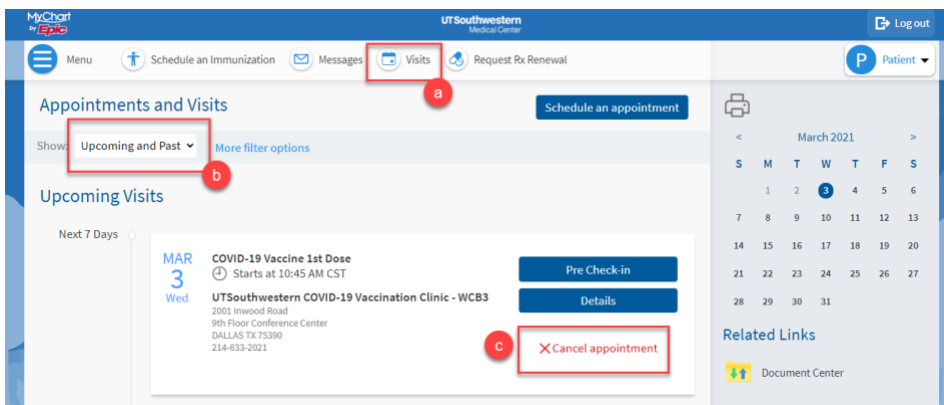 MyChart
by Epic
UTSouthwestern
Medical Center
Log out
Menu
Schedule an Immunization
Messages
Visits
Request Rx Renewal
P
Patient
a
Appointments and Visits
Schedule an appointment
Show: Upcoming and Past
More filter options
b
Upcoming Visits
Next 7 Days
MAR
3
Wed
COVID-19 Vaccine 1st Dose
Starts at 10:45 AM CST
UTSouthwestern COVID-19 Vaccination Clinic - WCB3
2001 Inwood Road
9th Floor Conference Center
DALLAS TX 75390
214-633-2021
Pre Check-in
Details
c
Cancel appointment
< March 2021 >
S M T W T F S
1 2 3 4 5 6
7 8 9 10 11 12 13
14 15 16 17 18 19 20
21 22 23 24 25 26 27
28 29 30 31
Related Links
Document Center